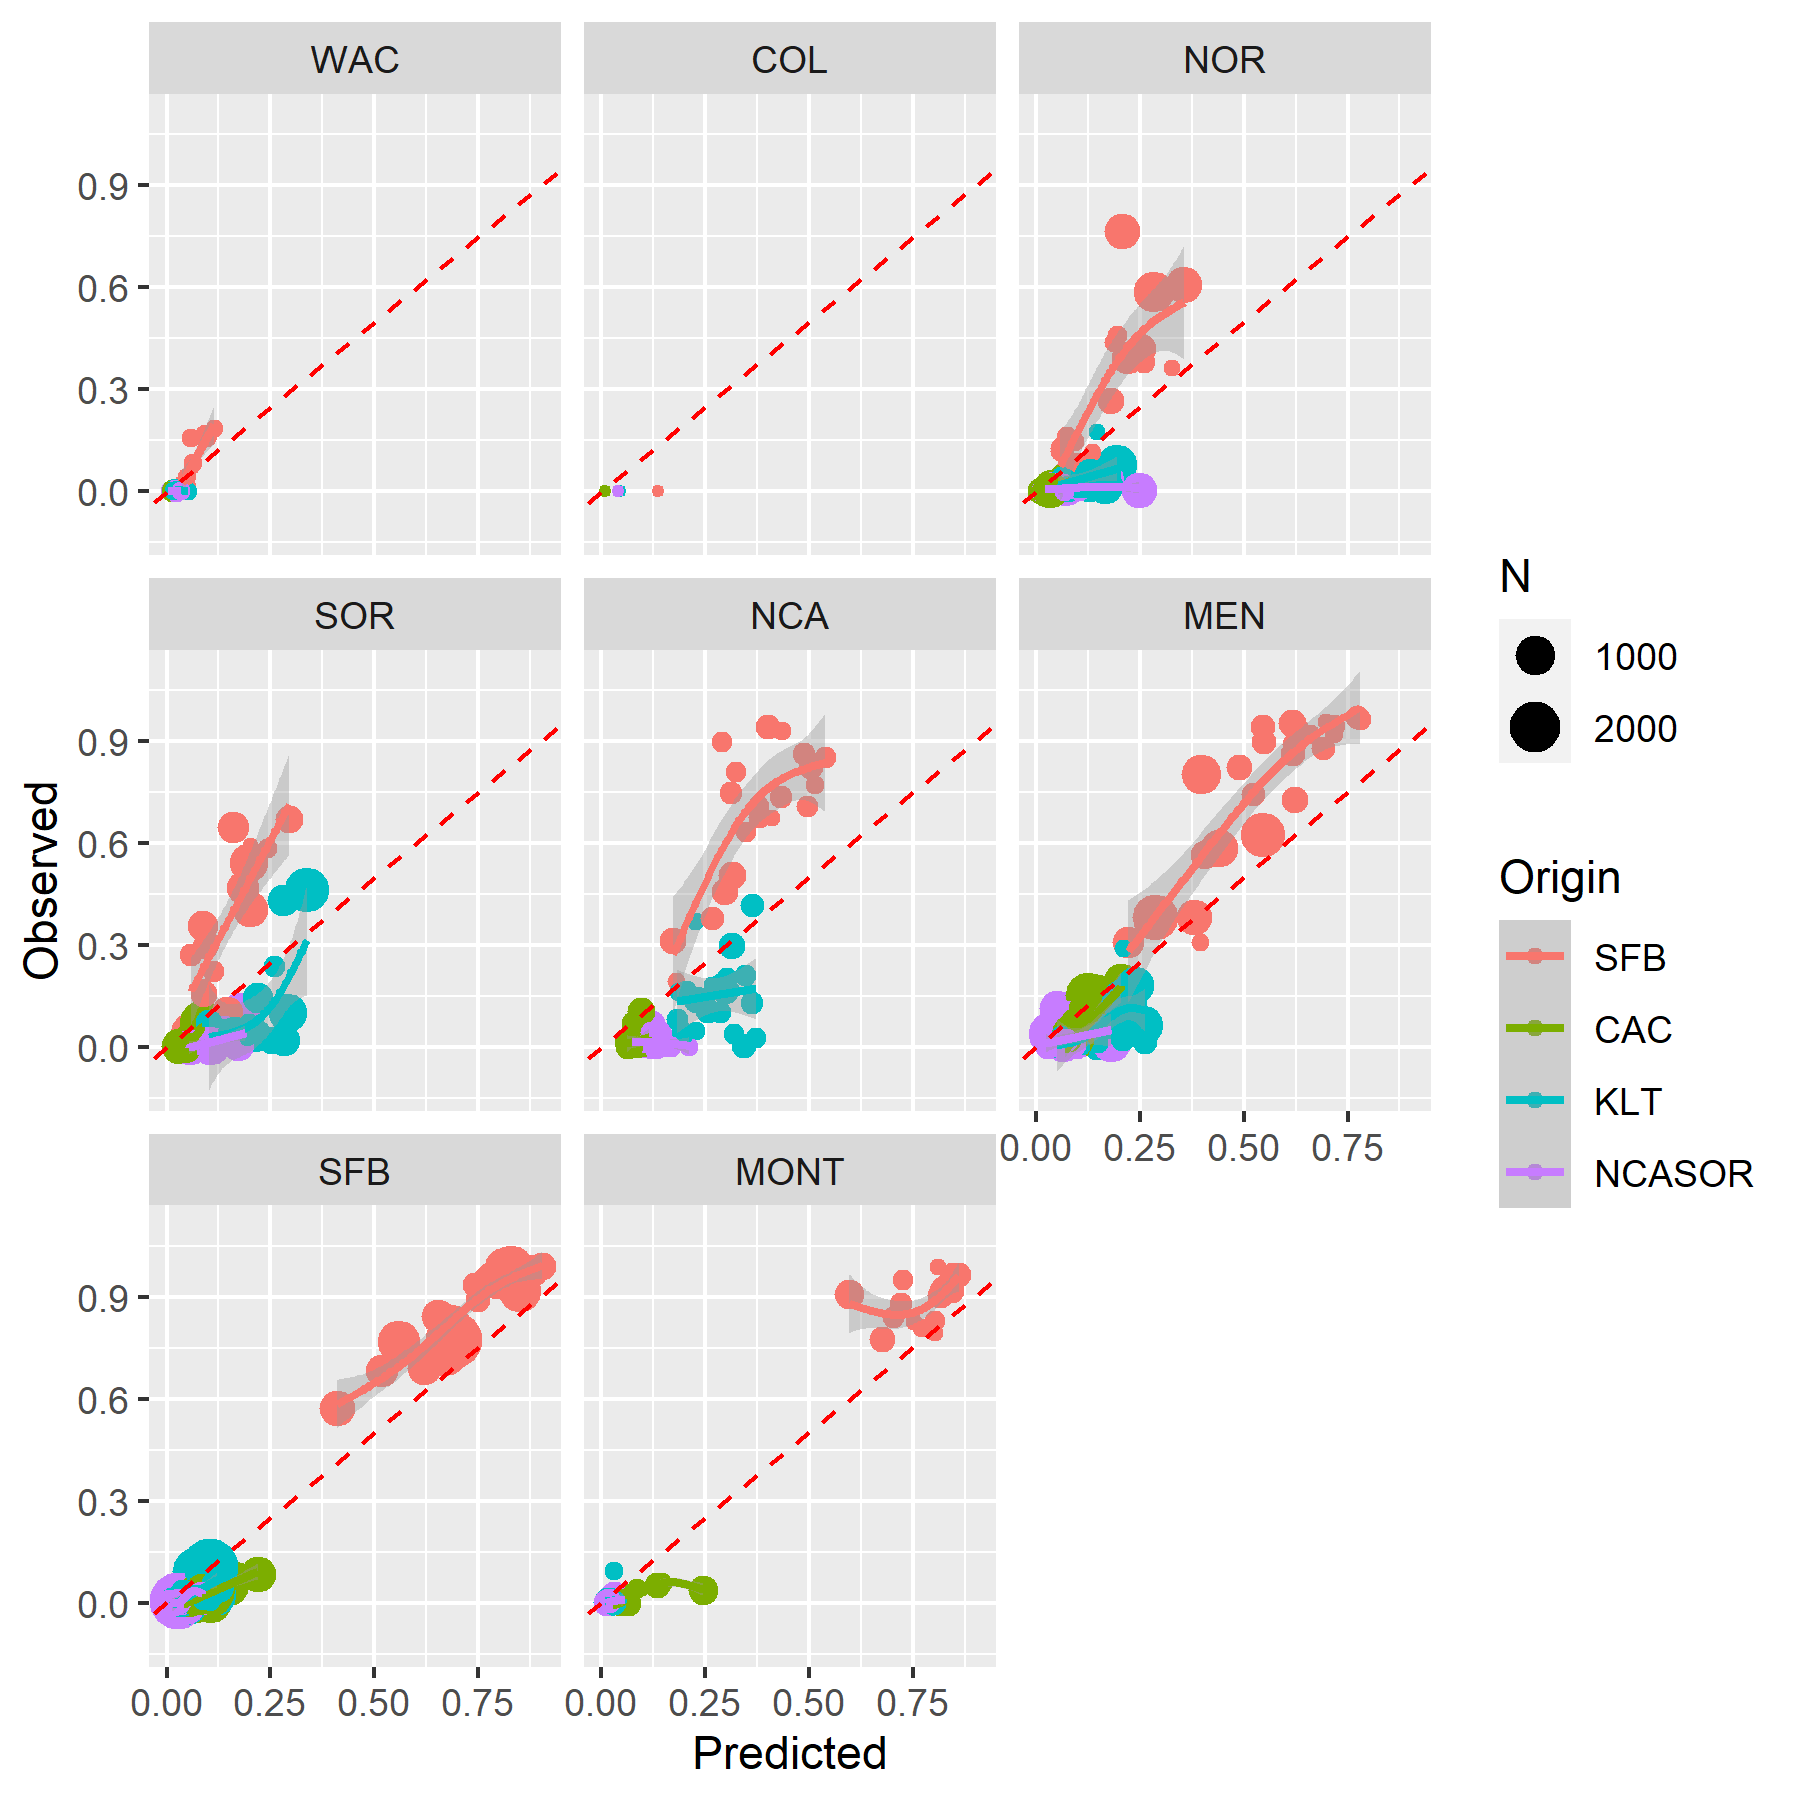 WAC COL NOR
0.9
0.6
0.3
0.0
SOR NCA MEN
0.9
0.6
0.3
0.0
0.00 0.25 0.50 0.75
SFB MONT
0.9
0.6
0.3
0.0
0.00 0.25 0.50 0.75 0.00 0.25 0.50 0.75
Predicted
Observed
N
1000
2000
Origin
SFB
CAC
KLT
NCASOR